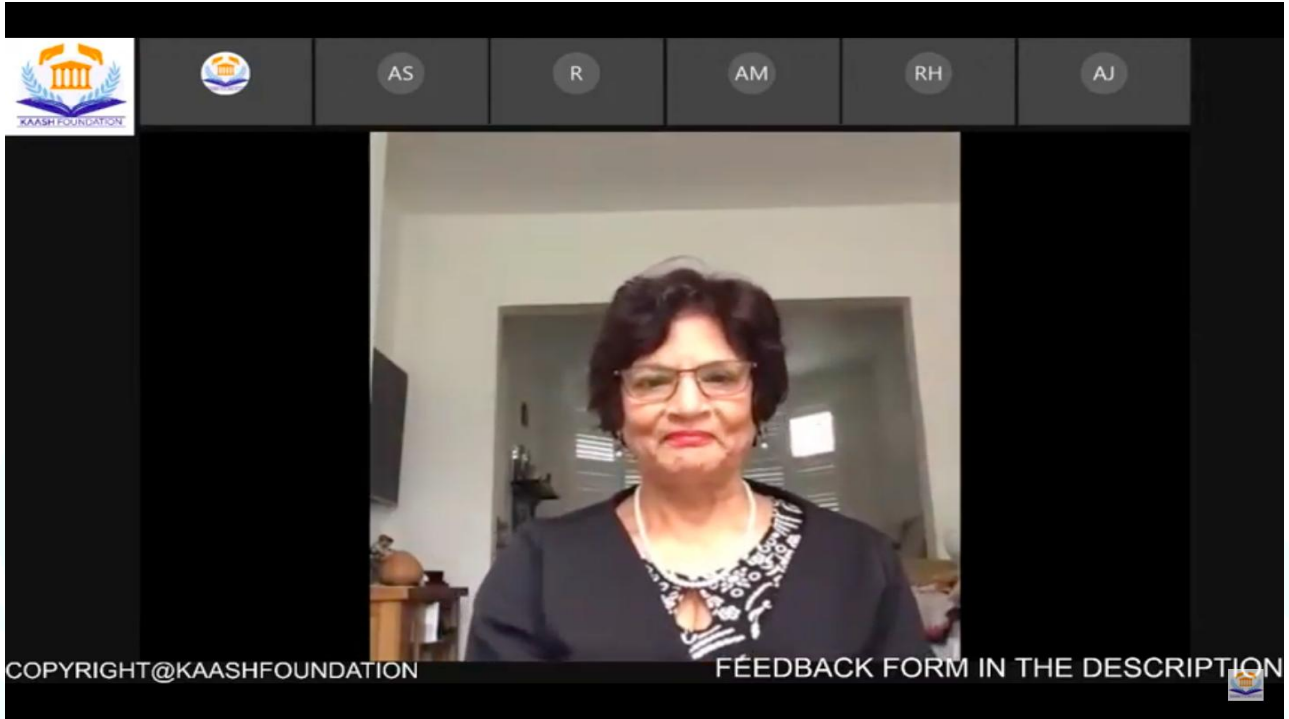 KAASH FOUNDATION
AS
R
AM
RH
AJ
COPYRIGHT@KAASHFOUNDATION
FEEDBACK FORM IN THE DESCRIPTION